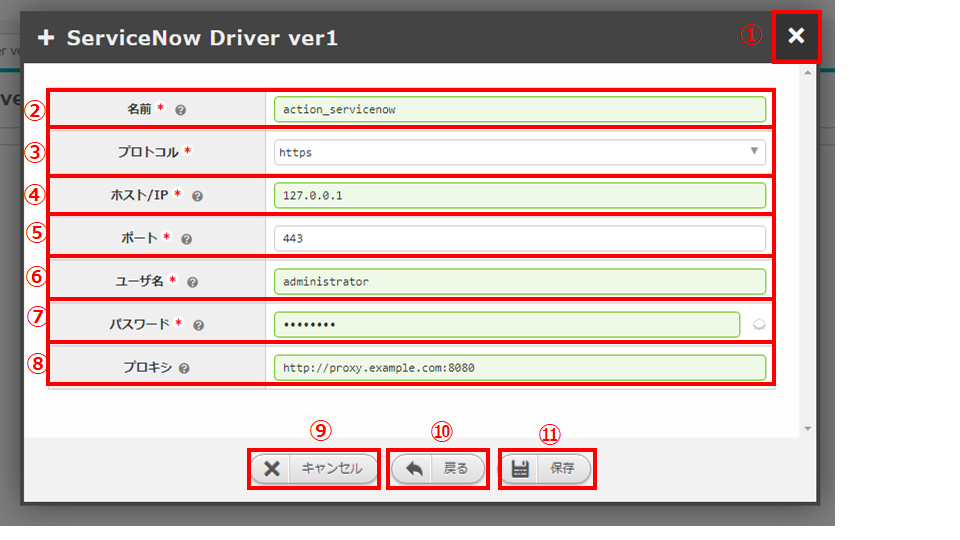 ServiceNow Driver ver1 ①
er ve
ve
② 名前 * action_servicenow
③ プロトコル * https
④ ホスト/IP * 127.0.0.1
⑤ ポート * 443
⑥ ユーザ名 * administrator
⑦ パスワード * ••••••••
⑧ プロキシ http://proxy.example.com:8080
⑨ ⑩ ⑪
キャンセル 戻る 保存